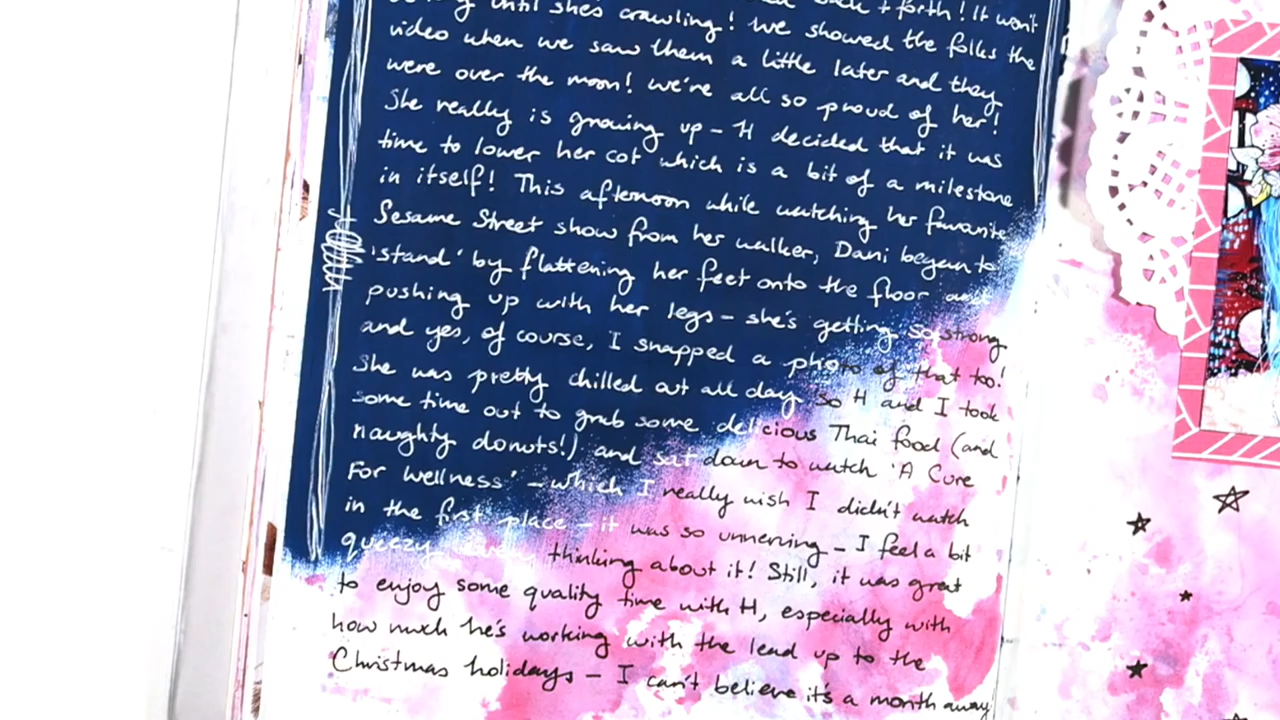 back + forth! It won't
be long until she's crawling! We showed the folks the
video when we saw them a little later and they
were over the moon! We're all so proud of her!
She really is growing up - H decided that it was
time to lower her cot which is a bit of a milestone
in itself! This afternoon while watching her favourite
Sesame Street show from her walker, Dani began to
'stand' by flattening her feet onto the floor and
pushing up with her legs - she's getting so strong
and yes, of course, I snapped a photo of that too!
She was pretty chilled out all day so H and I took
some time out to grab some delicious Thai food (and
naughty donuts!) and sat down to watch 'A Cure
For Wellness' - which I really wish I didn't watch
in the first place - it was so unnerving - I feel a bit
queezy even thinking about it! Still, it was great
to enjoy some quality time with H, especially with
how much he's working with the lead up to the
Christmas holidays - I can't believe it's a month away